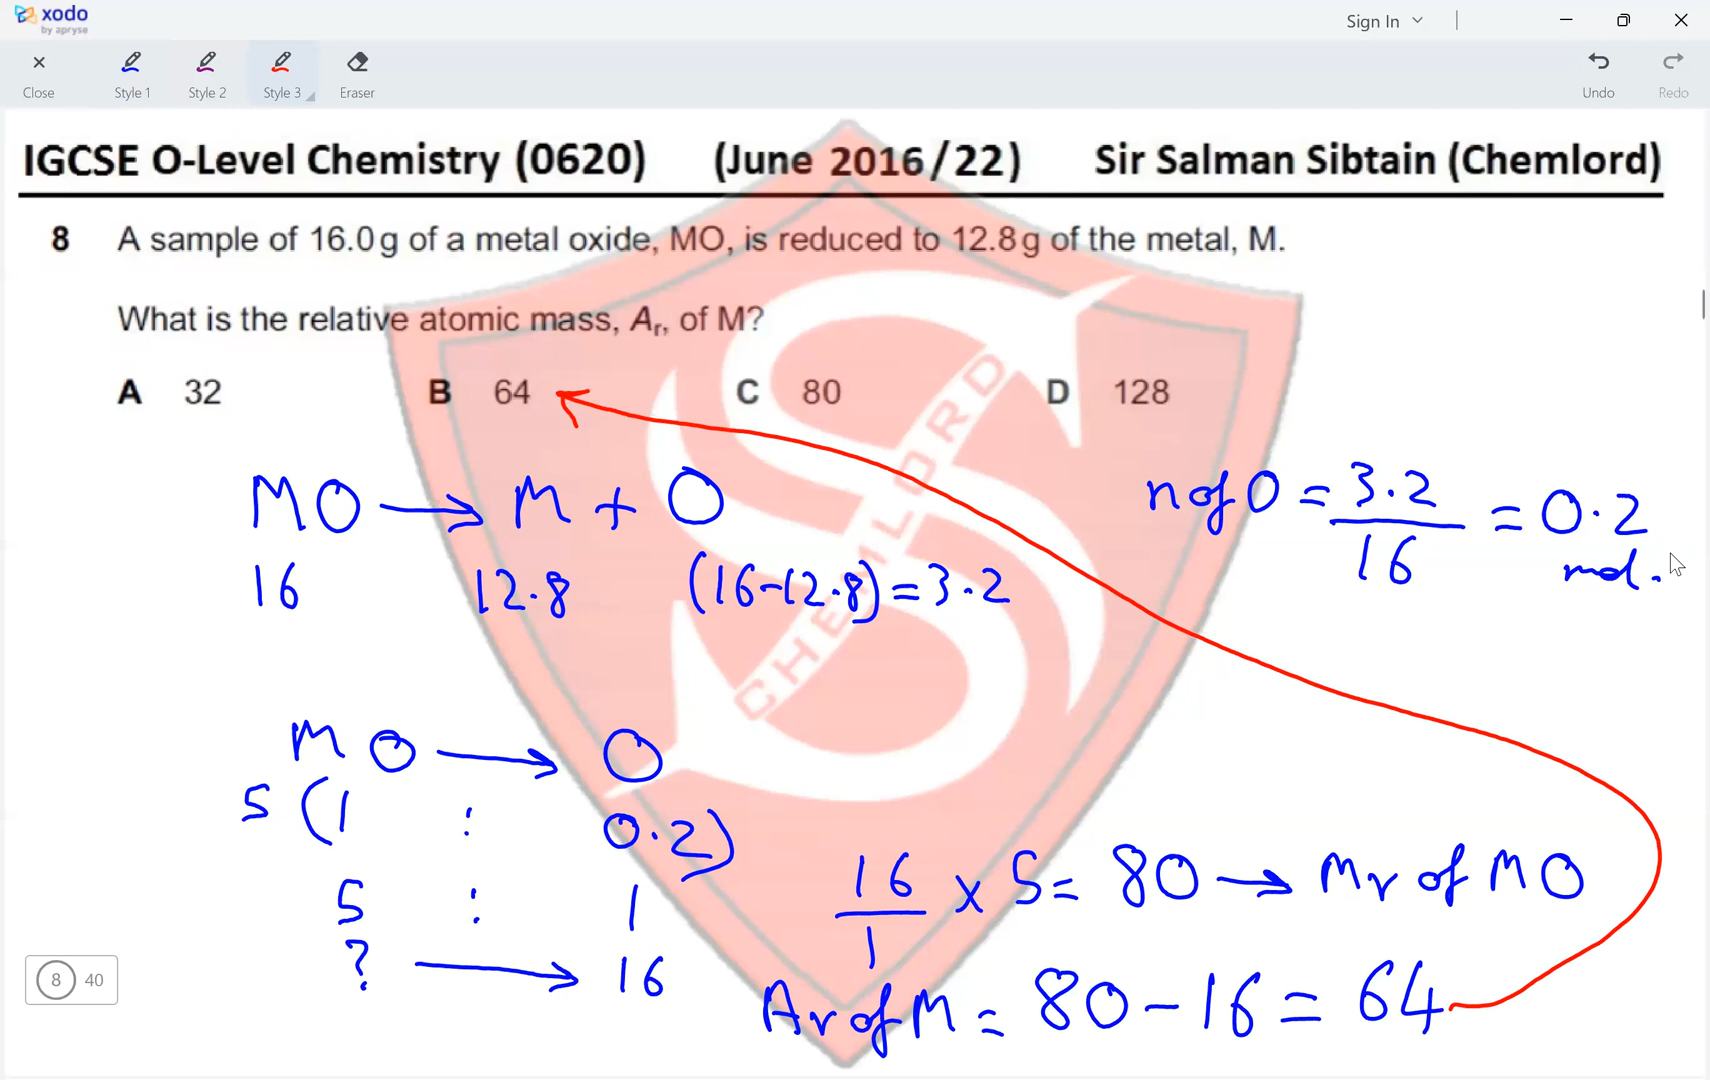 xodo
by apryse
Sign In
Close
Style 1
Style 2
Style 3
Eraser
Undo
Redo
IGCSE O-Level Chemistry (0620) (June 2016/22) Sir Salman Sibtain (Chemlord)
8 A sample of 16.0 g of a metal oxide, MO, is reduced to 12.8 g of the metal, M.
What is the relative atomic mass, Ar, of M?
A 32 B 64 C 80 D 128
MO → M + O
16 12.8 (16-12.8) = 3.2
n of O = 3.2/16 = 0.2
mol.
CHEMLORD
MO → O
5 (1 : 0.2)
5 : 1
? → 16
16/1 × 5 = 80 → Mr of MO
Ar of M = 80 - 16 = 64
8 40